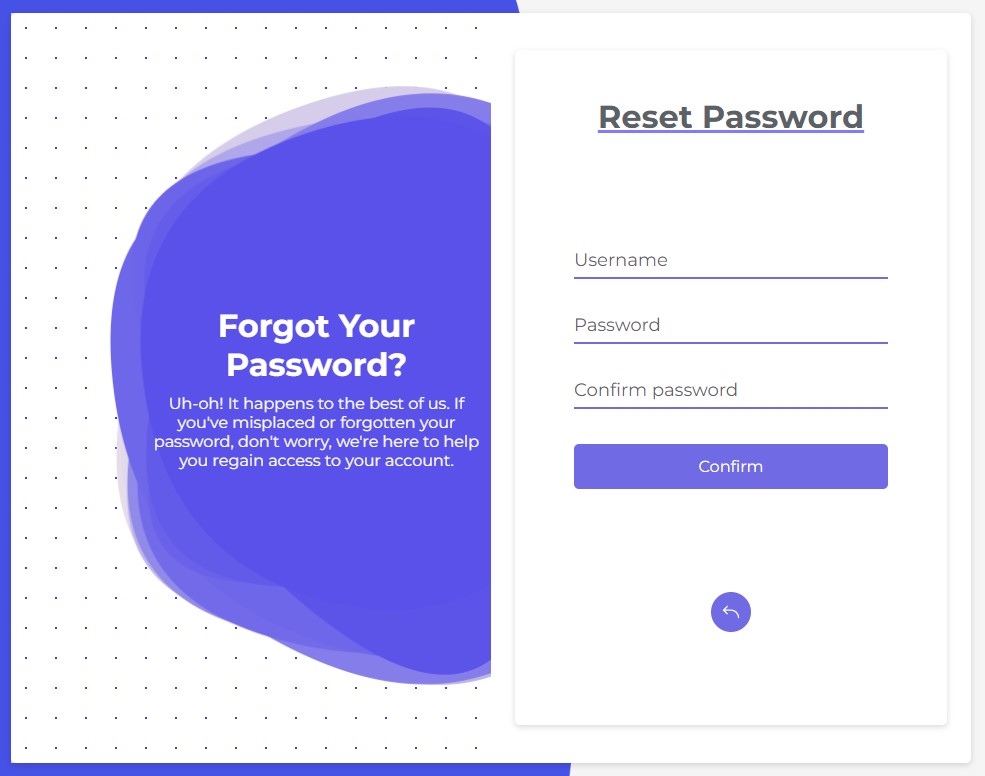 Forgot Your
Password?
Uh-oh! It happens to the best of us. If
you've misplaced or forgotten your
password, don't worry, we're here to help
you regain access to your account.
Reset Password
Username
Password
Confirm password
Confirm